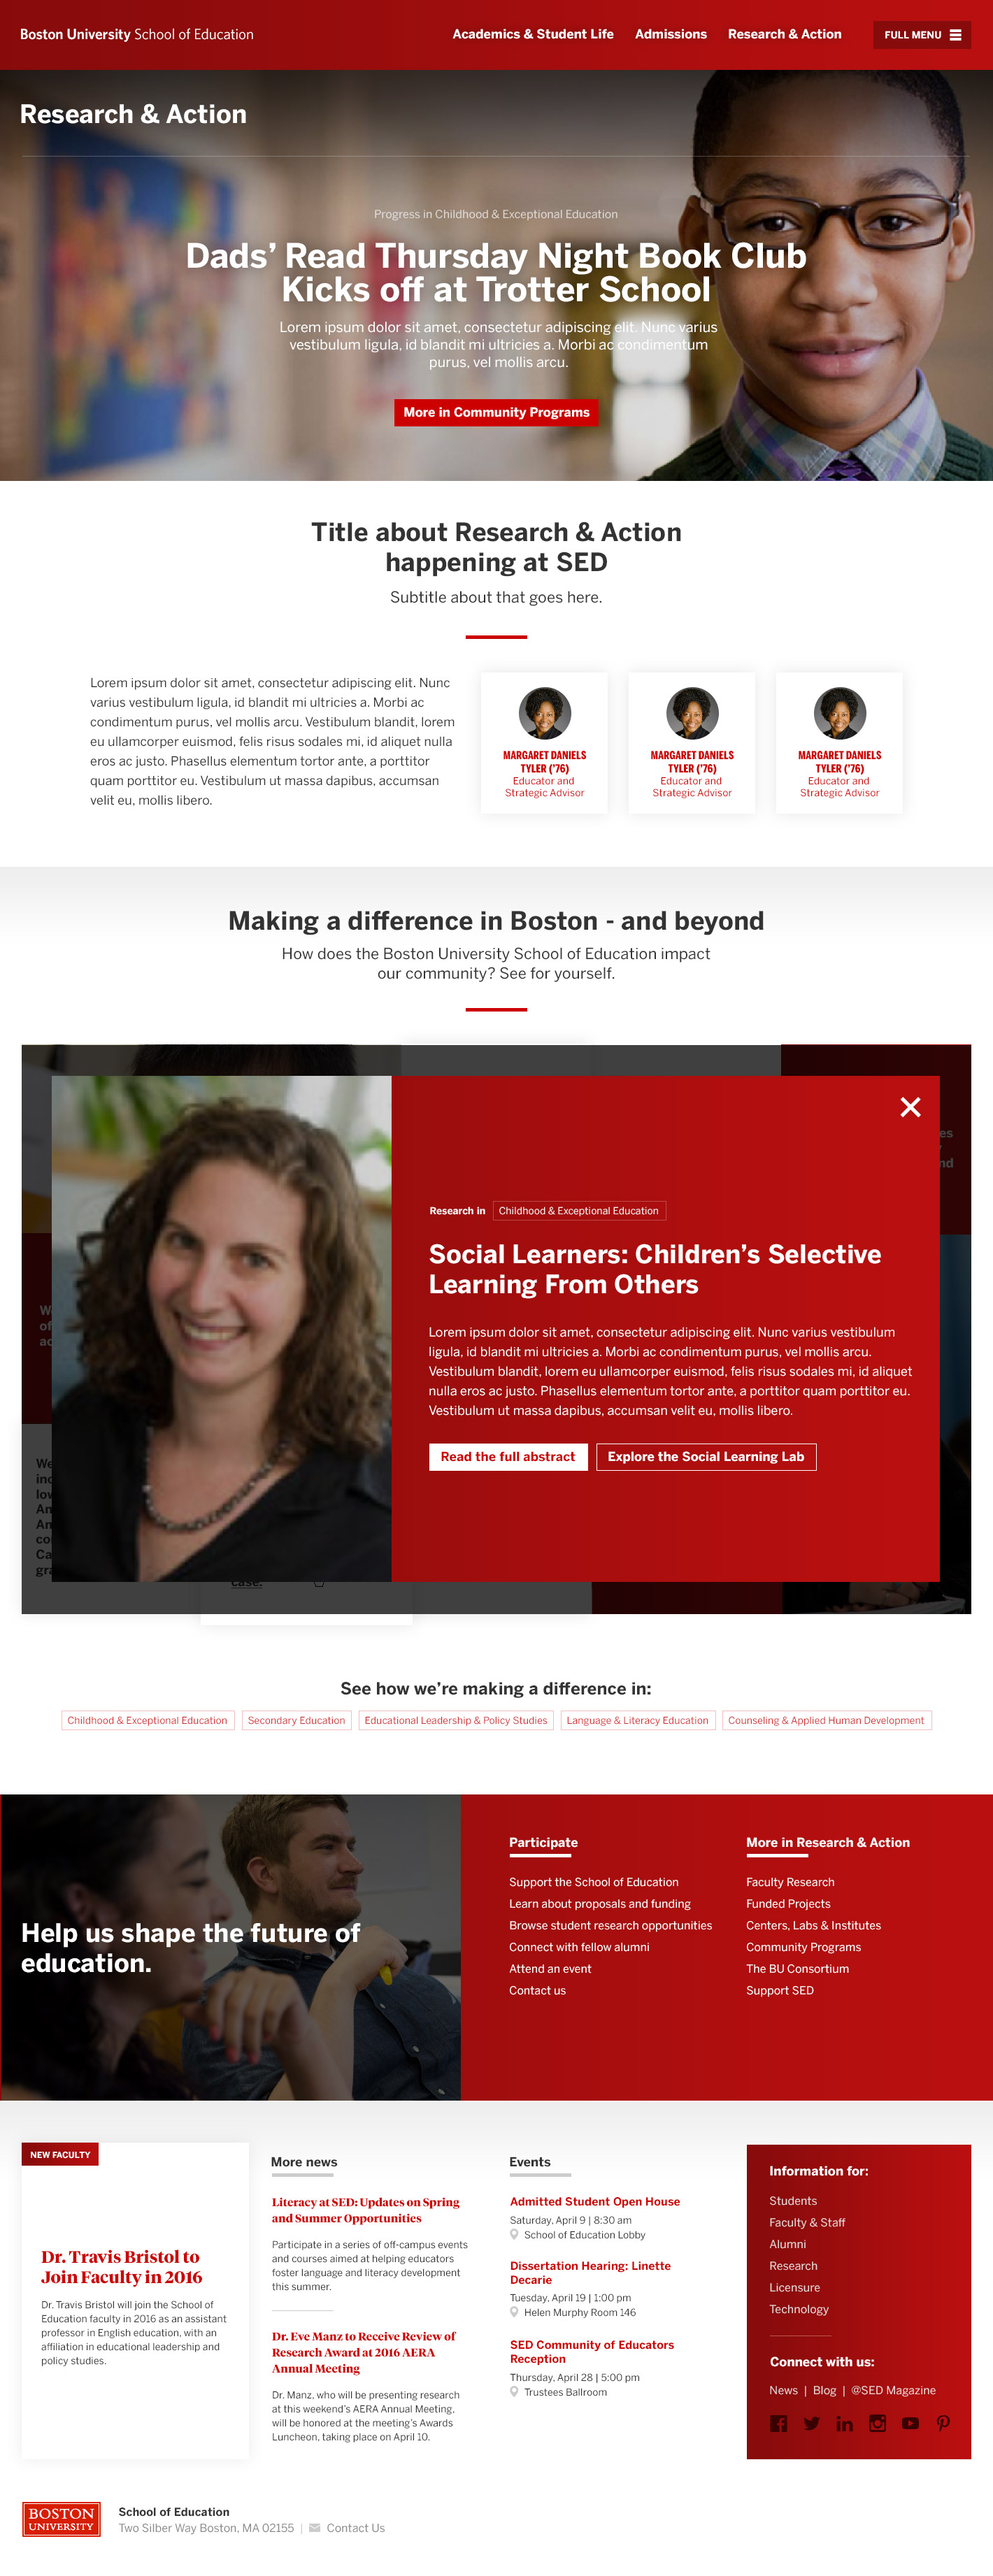 Boston University School of Education
Academics & Student Life
Admissions
Research & Action
FULL MENU
Research & Action
Progress in Childhood & Exceptional Education
Dads’ Read Thursday Night Book Club
Kicks off at Trotter School
Lorem ipsum dolor sit amet, consectetur adipiscing elit. Nunc varius
vestibulum ligula, id blandit mi ultricies a. Morbi ac condimentum
purus, vel mollis arcu.
More in Community Programs
Title about Research & Action
happening at SED
Subtitle about that goes here.
Lorem ipsum dolor sit amet, consectetur adipiscing elit. Nunc
varius vestibulum ligula, id blandit mi ultricies a. Morbi ac
condimentum purus, vel mollis arcu. Vestibulum blandit, lorem
eu ullamcorper euismod, felis risus sodales mi, id aliquet nulla
eros ac justo. Phasellus elementum tortor ante, a porttitor
quam porttitor eu. Vestibulum ut massa dapibus, accumsan
velit eu, mollis libero.
MARGARET DANIELS
TYLER ('76)
Educator and
Strategic Advisor
MARGARET DANIELS
TYLER ('76)
Educator and
Strategic Advisor
MARGARET DANIELS
TYLER ('76)
Educator and
Strategic Advisor
Making a difference in Boston - and beyond
How does the Boston University School of Education impact
our community? See for yourself.
Research in
Childhood & Exceptional Education
Social Learners: Children’s Selective
Learning From Others
Lorem ipsum dolor sit amet, consectetur adipiscing elit. Nunc varius vestibulum
ligula, id blandit mi ultricies a. Morbi ac condimentum purus, vel mollis arcu.
Vestibulum blandit, lorem eu ullamcorper euismod, felis risus sodales mi, id aliquet
nulla eros ac justo. Phasellus elementum tortor ante, a porttitor quam porttitor eu.
Vestibulum ut massa dapibus, accumsan velit eu, mollis libero.
Read the full abstract
Explore the Social Learning Lab
case.
See how we’re making a difference in:
Childhood & Exceptional Education
Secondary Education
Educational Leadership & Policy Studies
Language & Literacy Education
Counseling & Applied Human Development
Help us shape the future of
education.
Participate
Support the School of Education
Learn about proposals and funding
Browse student research opportunities
Connect with fellow alumni
Attend an event
Contact us
More in Research & Action
Faculty Research
Funded Projects
Centers, Labs & Institutes
Community Programs
The BU Consortium
Support SED
NEW FACULTY
Dr. Travis Bristol to
Join Faculty in 2016
Dr. Travis Bristol will join the School of
Education faculty in 2016 as an assistant
professor in English education, with an
affiliation in educational leadership and
policy studies.
More news
Literacy at SED: Updates on Spring
and Summer Opportunities
Participate in a series of off-campus events
and courses aimed at helping educators
foster language and literacy development
this summer.
Dr. Eve Manz to Receive Review of
Research Award at 2016 AERA
Annual Meeting
Dr. Manz, who will be presenting research
at this weekend’s AERA Annual Meeting,
will be honored at the meeting’s Awards
Luncheon, taking place on April 10.
Events
Admitted Student Open House
Saturday, April 9 | 8:30 am
School of Education Lobby
Dissertation Hearing: Linette
Decarie
Tuesday, April 19 | 1:00 pm
Helen Murphy Room 146
SED Community of Educators
Reception
Thursday, April 28 | 5:00 pm
Trustees Ballroom
Information for:
Students
Faculty & Staff
Alumni
Research
Licensure
Technology
Connect with us:
News | Blog | @SED Magazine
BOSTON
UNIVERSITY
School of Education
Two Silber Way Boston, MA 02155 | Contact Us